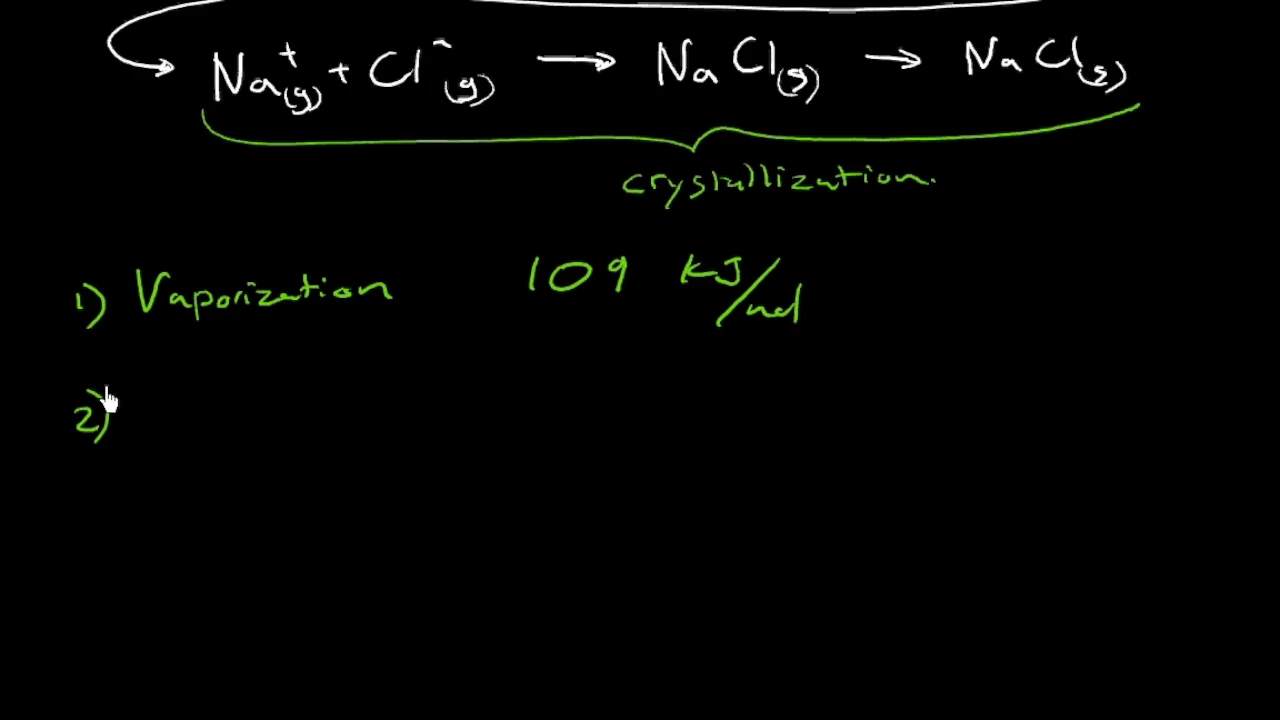 Na⁺(g) + Cl⁻(g) → NaCl(g) → NaCl(s)
crystallization.
1) Vaporization 109 kJ/mol
2)